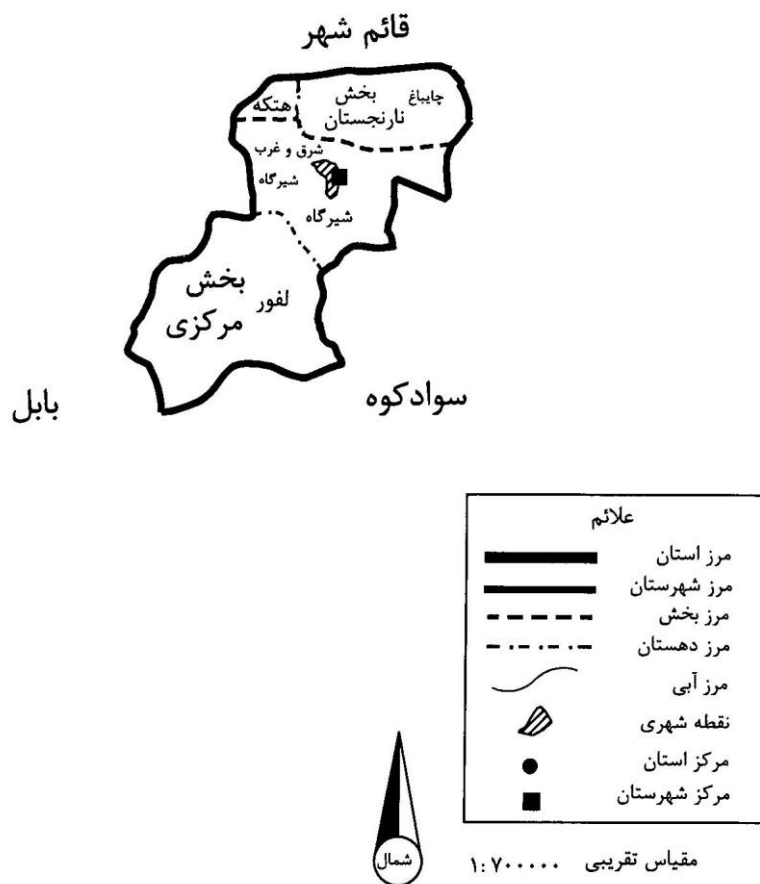 قائم شهر
هتکه
بخش
نارنجستان
چایباغ
شرق و غرب
شیرگاه
شیرگاه
بخش
مرکزی
لفور
بابل
سوادکوه
علائم
مرز استان
مرز شهرستان
مرز بخش
مرز دهستان
مرز آبی
نقطه شهری
مرکز استان
مرکز شهرستان
شمال
مقیاس تقریبی ۱:۷۰۰۰۰۰